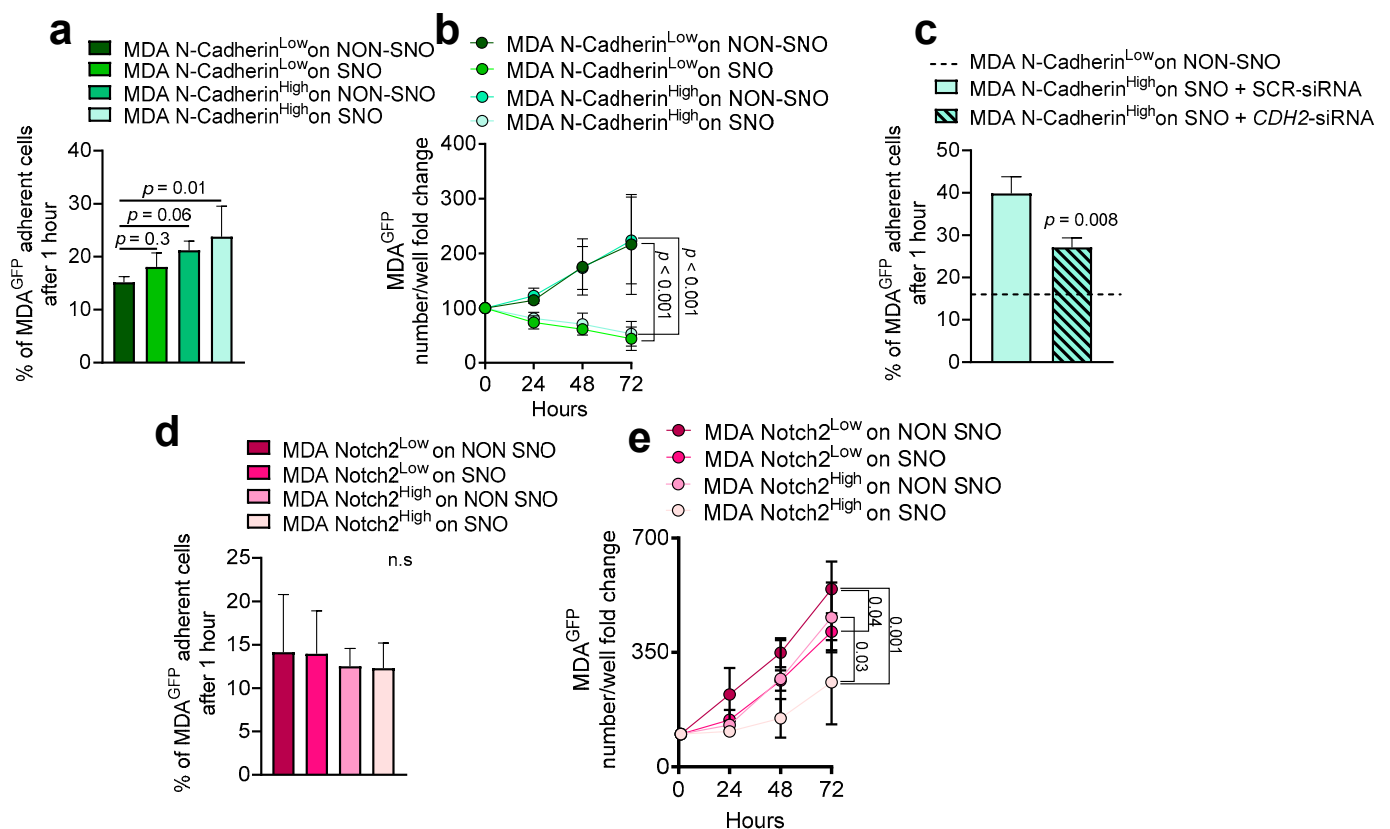 a
MDA N-Cadherin^Low on NON-SNO
MDA N-Cadherin^Low on SNO
MDA N-Cadherin^High on NON-SNO
MDA N-Cadherin^High on SNO
% of MDA^GFP adherent cells
after 1 hour
40
30
20
10
0
p = 0.01
p = 0.06
p = 0.3
b
MDA N-Cadherin^Low on NON-SNO
MDA N-Cadherin^Low on SNO
MDA N-Cadherin^High on NON-SNO
MDA N-Cadherin^High on SNO
MDA^GFP
number/well fold change
400
300
200
100
0
0 24 48 72
Hours
p < 0.001
p < 0.001
c
MDA N-Cadherin^Low on NON-SNO
MDA N-Cadherin^High on SNO + SCR-siRNA
MDA N-Cadherin^High on SNO + CDH2-siRNA
% of MDA^GFP adherent cells
after 1 hour
50
40
30
20
10
0
p = 0.008
d
MDA Notch2^Low on NON SNO
MDA Notch2^Low on SNO
MDA Notch2^High on NON SNO
MDA Notch2^High on SNO
% of MDA^GFP adherent cells
after 1 hour
25
20
15
10
5
0
n.s
e
MDA Notch2^Low on NON SNO
MDA Notch2^Low on SNO
MDA Notch2^High on NON SNO
MDA Notch2^High on SNO
MDA^GFP
number/well fold change
700
350
0
0 24 48 72
Hours
0.04
0.03
0.001